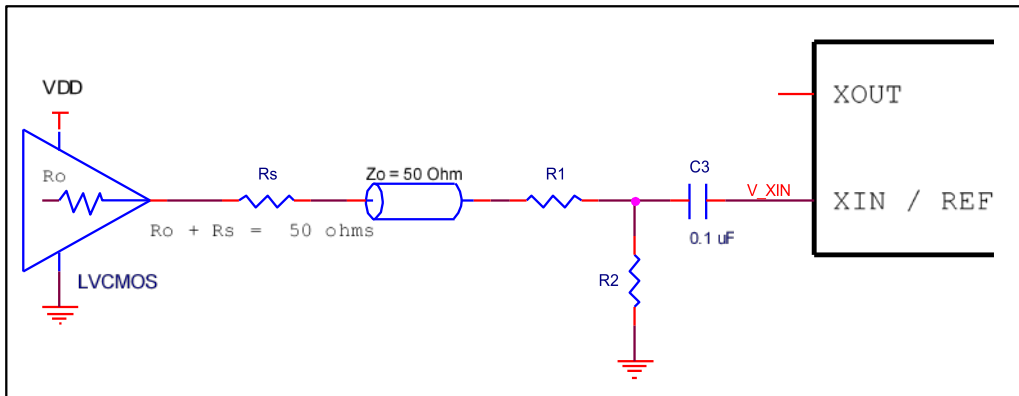 VDD
XOUT
Ro
Rs
Zo = 50 Ohm
R1
C3
V_XIN
XIN / REF
Ro + Rs = 50 ohms
0.1 uF
LVCMOS
R2